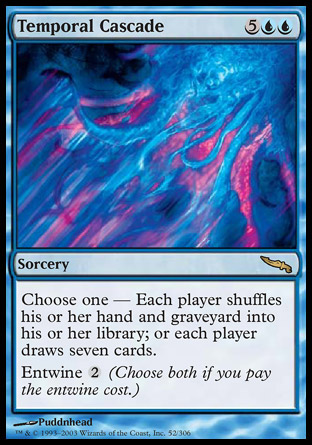 Temporal Cascade 5
Sorcery
Choose one — Each player shuffles
his or her hand and graveyard into
his or her library; or each player
draws seven cards.
Entwine 2 (Choose both if you pay
the entwine cost.)
Puddnhead
™ & © 1993–2003 Wizards of the Coast, Inc. 52/306